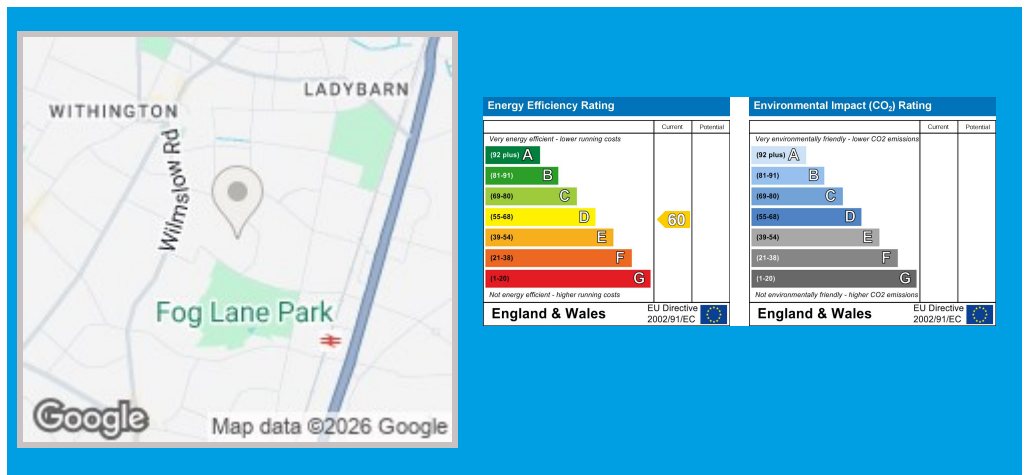 LADYBARN
WITHINGTON
Wilmslow Rd
Fog Lane Park
Google
Map data ©2026 Google
Energy Efficiency Rating
Current Potential
Very energy efficient - lower running costs
(92 plus) A
(81-91) B
(69-80) C
(55-68) D
60
(39-54) E
(21-38) F
(1-20) G
Not energy efficient - higher running costs
England & Wales
EU Directive
2002/91/EC
Environmental Impact (CO₂) Rating
Current Potential
Very environmentally friendly - lower CO2 emissions
(92 plus) A
(81-91) B
(69-80) C
(55-68) D
(39-54) E
(21-38) F
(1-20) G
Not environmentally friendly - higher CO2 emissions
England & Wales
EU Directive
2002/91/EC